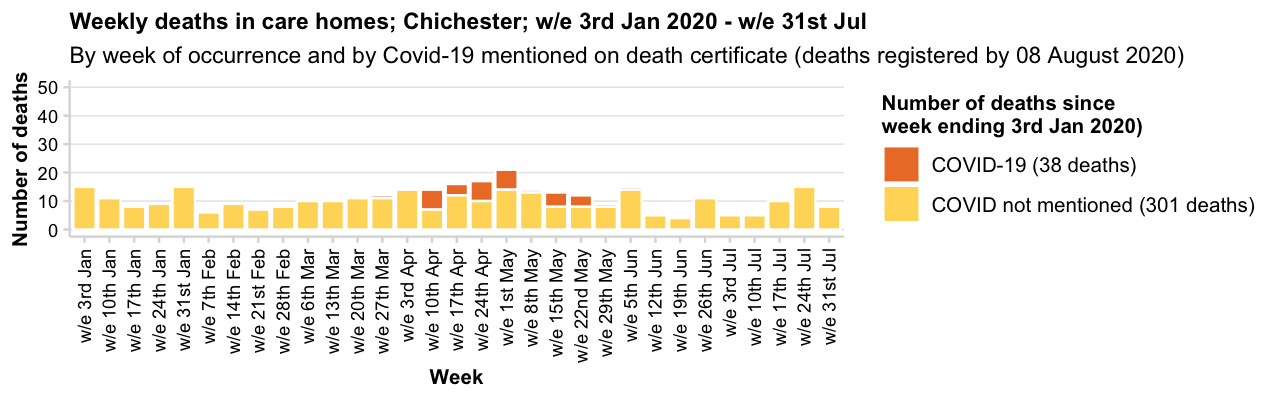 Weekly deaths in care homes; Chichester; w/e 3rd Jan 2020 - w/e 31st Jul
By week of occurrence and by Covid-19 mentioned on death certificate (deaths registered by 08 August 2020)
Number of deaths
50
40
30
20
10
0
w/e 3rd Jan
w/e 10th Jan
w/e 17th Jan
w/e 24th Jan
w/e 31st Jan
w/e 7th Feb
w/e 14th Feb
w/e 21st Feb
w/e 28th Feb
w/e 6th Mar
w/e 13th Mar
w/e 20th Mar
w/e 27th Mar
w/e 3rd Apr
w/e 10th Apr
w/e 17th Apr
w/e 24th Apr
w/e 1st May
w/e 8th May
w/e 15th May
w/e 22nd May
w/e 29th May
w/e 5th Jun
w/e 12th Jun
w/e 19th Jun
w/e 26th Jun
w/e 3rd Jul
w/e 10th Jul
w/e 17th Jul
w/e 24th Jul
w/e 31st Jul
Week
Number of deaths since
week ending 3rd Jan 2020)
COVID-19 (38 deaths)
COVID not mentioned (301 deaths)